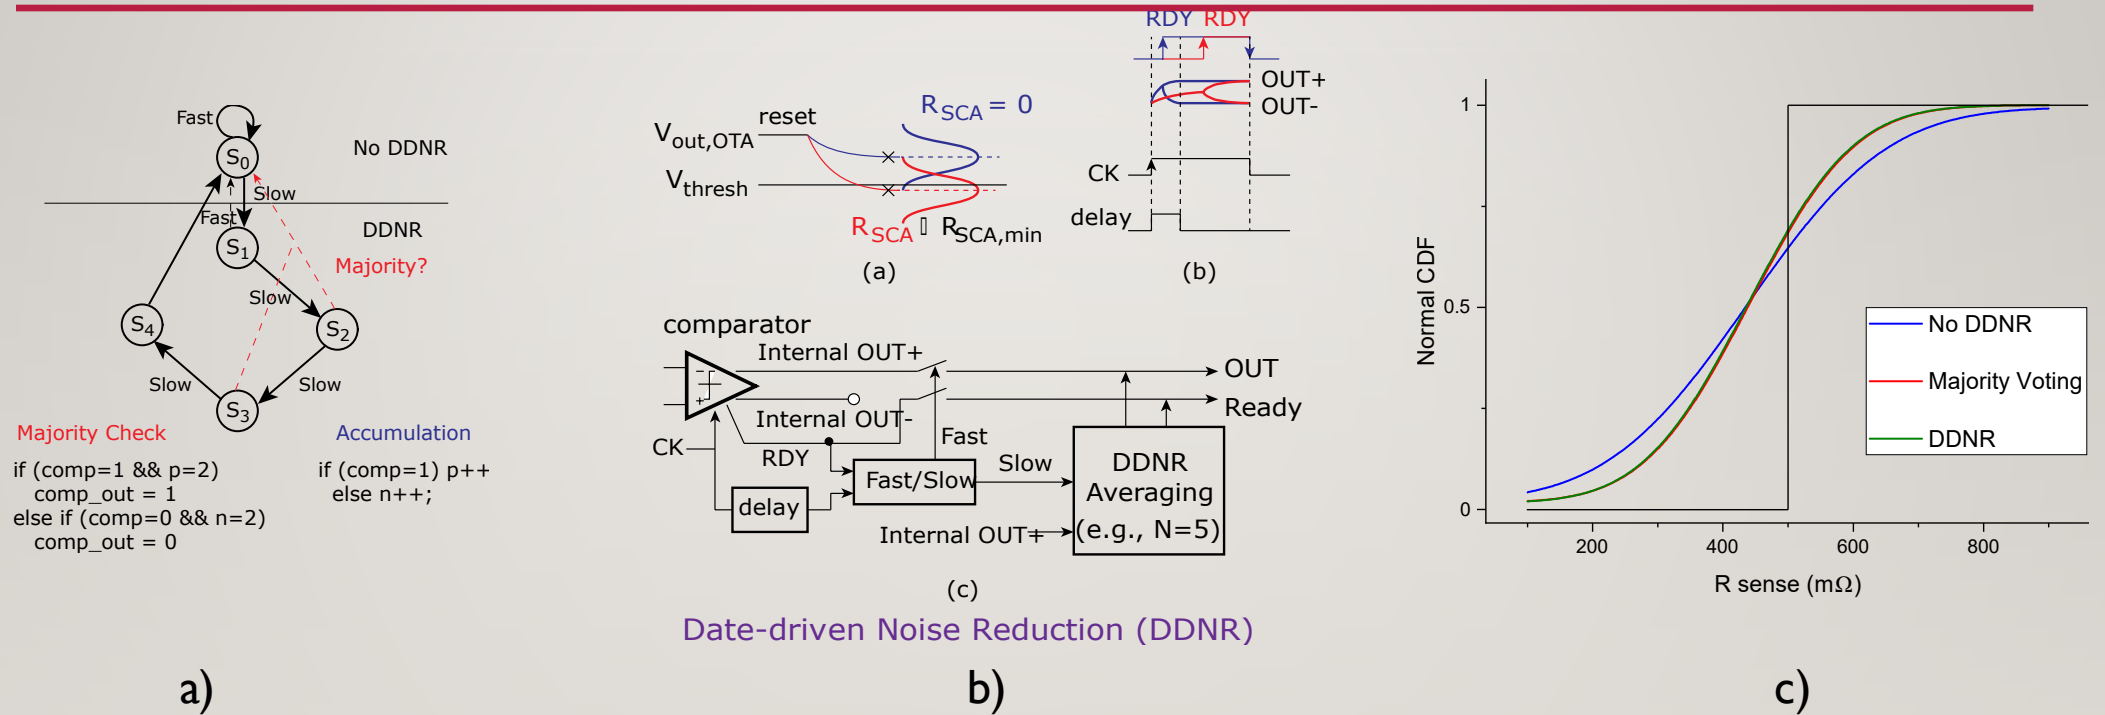 Fast
S0
No DDNR
Slow
Fast
DDNR
S1
Majority?
Slow
S4
S2
Slow
Slow
S3
Majority Check
Accumulation
if (comp=1 && p=2)
comp_out = 1
else if (comp=0 && n=2)
comp_out = 0
if (comp=1) p++
else n++;
a)
RSCA = 0
reset
Vout,OTA
Vthresh
RSCA ▯ RSCA,min
(a)
RDY RDY
OUT+
OUT-
CK
delay
(b)
comparator
Internal OUT+
OUT
Internal OUT-
Ready
CK
RDY
Fast
Fast/Slow
Slow
delay
DDNR
Averaging
(e.g., N=5)
Internal OUT+
(c)
Date-driven Noise Reduction (DDNR)
b)
Normal CDF
1
0.5
0
200 400 600 800
R sense (mΩ)
No DDNR
Majority Voting
DDNR
c)